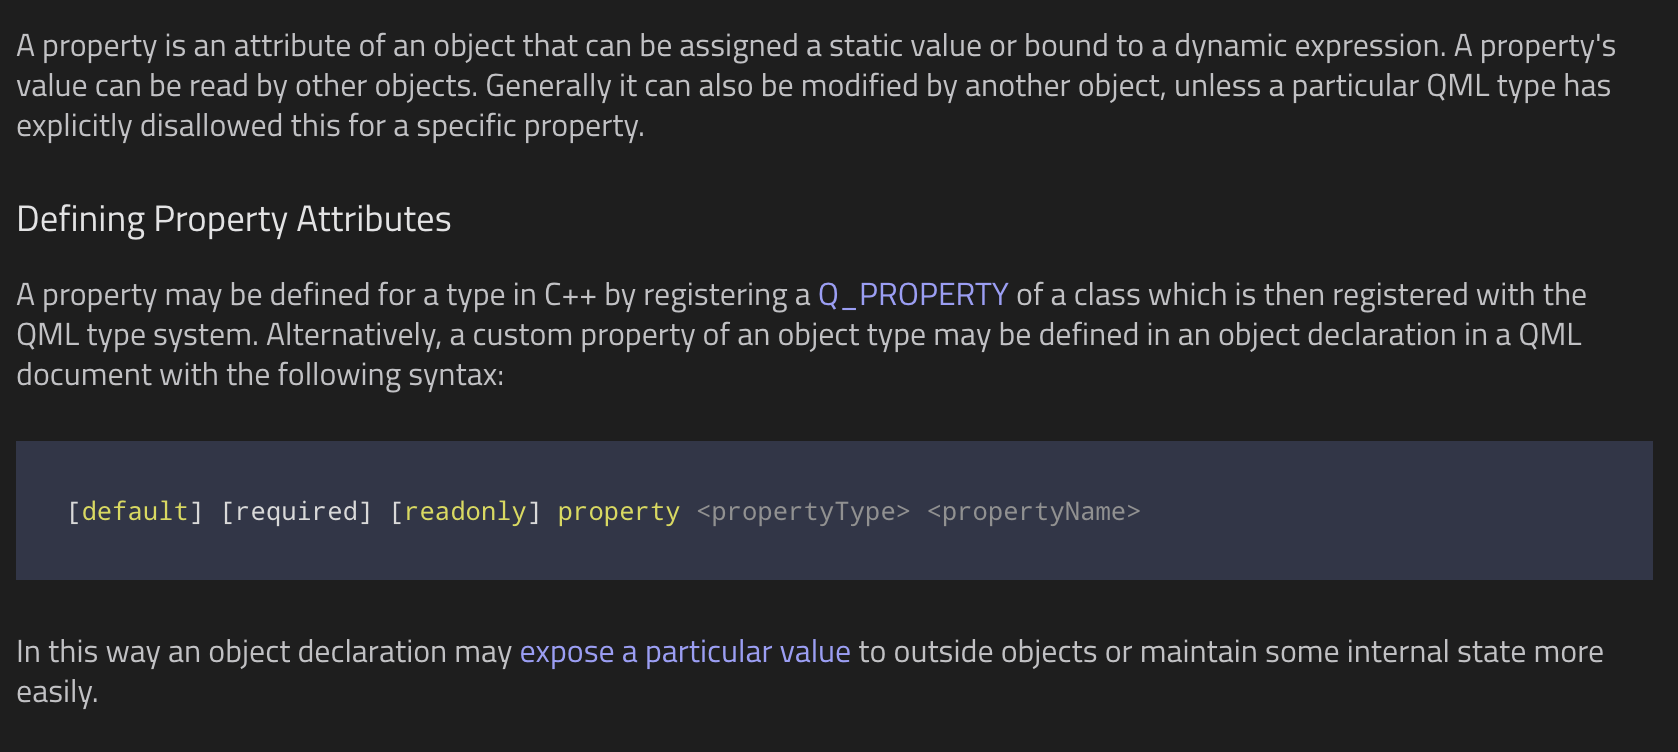 A property is an attribute of an object that can be assigned a static value or bound to a dynamic expression. A property's
value can be read by other objects. Generally it can also be modified by another object, unless a particular QML type has
explicitly disallowed this for a specific property.
Defining Property Attributes
A property may be defined for a type in C++ by registering a Q_PROPERTY of a class which is then registered with the
QML type system. Alternatively, a custom property of an object type may be defined in an object declaration in a QML
document with the following syntax:
[default] [required] [readonly] property <propertyType> <propertyName>
In this way an object declaration may expose a particular value to outside objects or maintain some internal state more
easily.